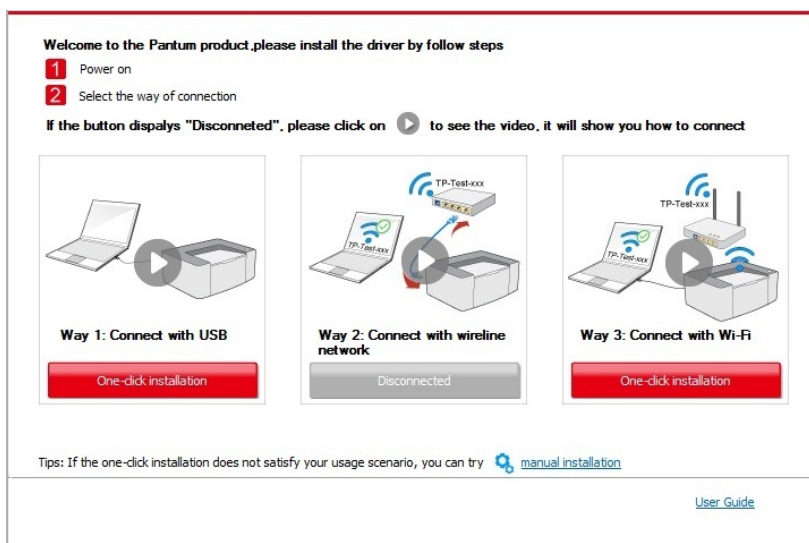 Welcome to the Pantum product,please install the driver by follow steps
1 Power on
2 Select the way of connection
If the button dispalys "Disconneted", please click on to see the video, it will show you how to connect
TP-Test-xxx
TP-Test-xxx
TP-Test-xxx
TP-Test-xxx
Way 1: Connect with USB
Way 2: Connect with wireline
network
Way 3: Connect with Wi-Fi
One-click installation
Disconnected
One-click installation
Tips: If the one-click installation does not satisfy your usage scenario, you can try manual installation
User Guide